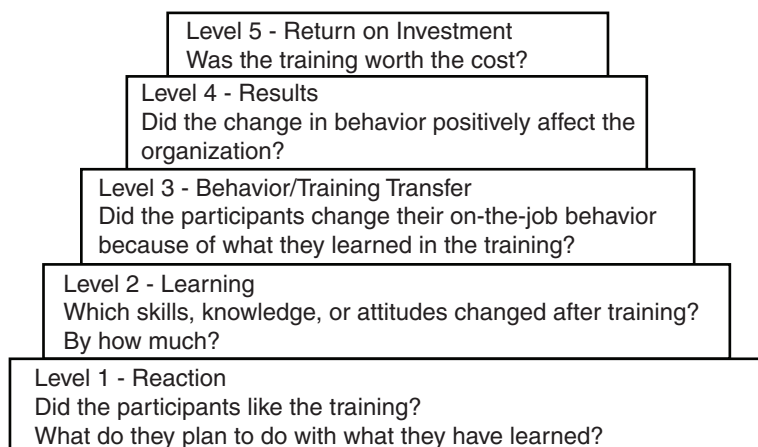 Level 5 - Return on Investment
Was the training worth the cost?
Level 4 - Results
Did the change in behavior positively affect the
organization?
Level 3 - Behavior/Training Transfer
Did the participants change their on-the-job behavior
because of what they learned in the training?
Level 2 - Learning
Which skills, knowledge, or attitudes changed after training?
By how much?
Level 1 - Reaction
Did the participants like the training?
What do they plan to do with what they have learned?